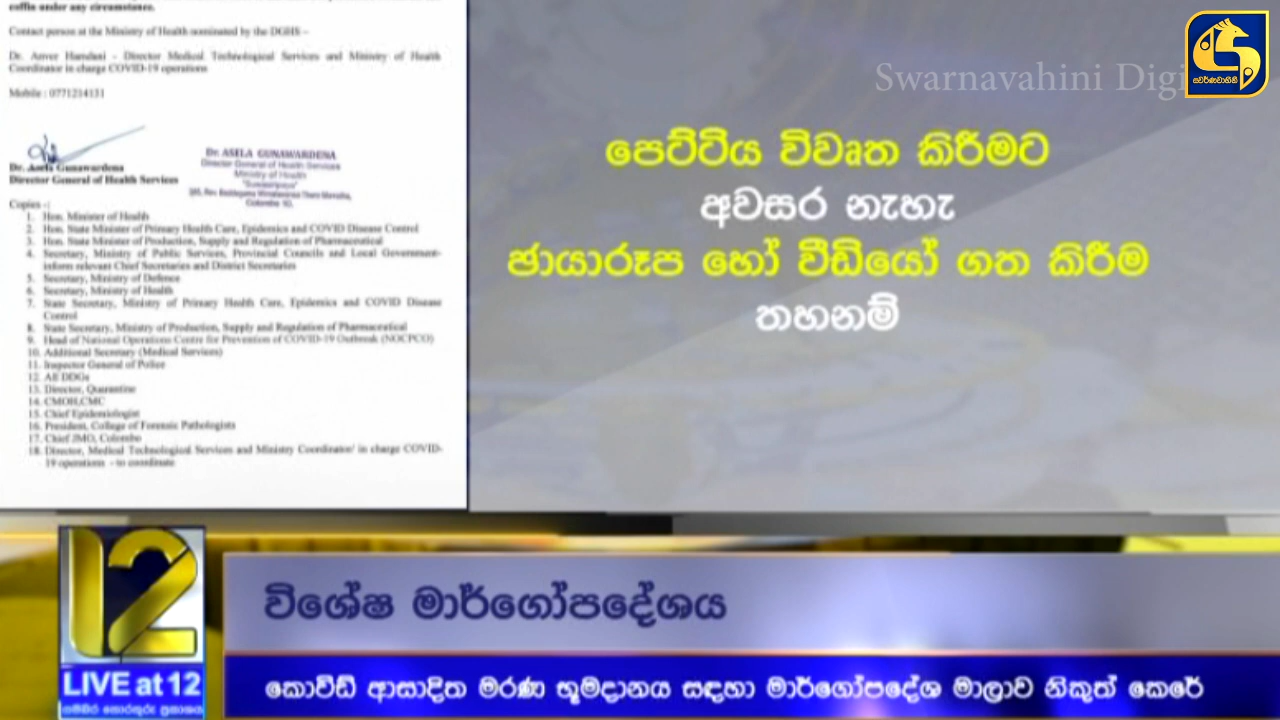 coffin under any circumstance.
Contact person at the Ministry of Health nominated by the DGHS –
Dr. Anver Hamdani - Director Medical Technological Services and Ministry of Health
Coordinator in charge COVID-19 operations
Mobile : 0771214131
Dr. Asela Gunawardena
Director General of Health Services
Dr. ASELA GUNAWARDENA
Director General of Health Services
Ministry of Health
"Suwasiripaya"
Colombo 10.
Copies -:
1. Hon. Minister of Health
2. Hon. State Minister of Primary Health Care, Epidemics and COVID Disease Control
3. Hon. State Minister of Production, Supply and Regulation of Pharmaceutical
4. Secretary, Ministry of Public Services, Provincial Councils and Local Government-
inform relevant Chief Secretaries and District Secretaries
5. Secretary, Ministry of Defence
6. Secretary, Ministry of Health
7. State Secretary, Ministry of Primary Health Care, Epidemics and COVID Disease
Control
8. State Secretary, Ministry of Production, Supply and Regulation of Pharmaceutical
9. Head of National Operations Centre for Prevention of COVID-19 Outbreak (NOCPCO)
10. Additional Secretary (Medical Services)
11. Inspector General of Police
12. All DDGs
13. Director, Quarantine
14. CMOH,CMC
15. Chief Epidemiologist
16. President, College of Forensic Pathologists
17. Chief JMO, Colombo
18. Director, Medical Technological Services and Ministry Coordinator/ in charge COVID-
19 operations - to coordinate
Swarnavahini Digi
ස්වර්ණවාහිනී
පෙට්ටිය විවෘත කිරීමට
අවසර නැහැ
ඡායාරූප හෝ වීඩියෝ ගත කිරීම
තහනම්
12
LIVE at 12
විශේෂ මාර්ගෝපදේශය
කොවිඩ් ආසාදිත මරණ භූමදානය සඳහා මාර්ගෝපදේශ මාලාව නිකුත් කෙරේ